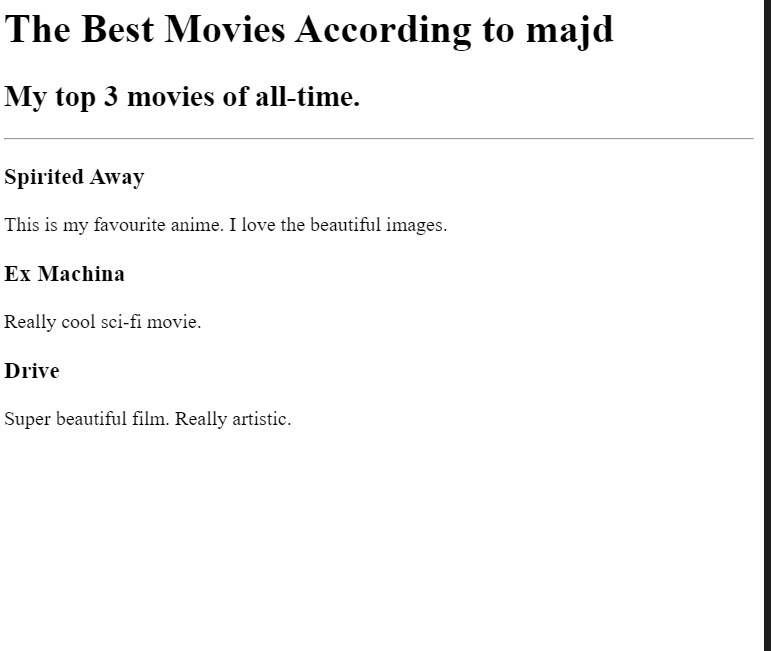 The Best Movies According to majd
My top 3 movies of all-time.
Spirited Away
This is my favourite anime. I love the beautiful images.
Ex Machina
Really cool sci-fi movie.
Drive
Super beautiful film. Really artistic.